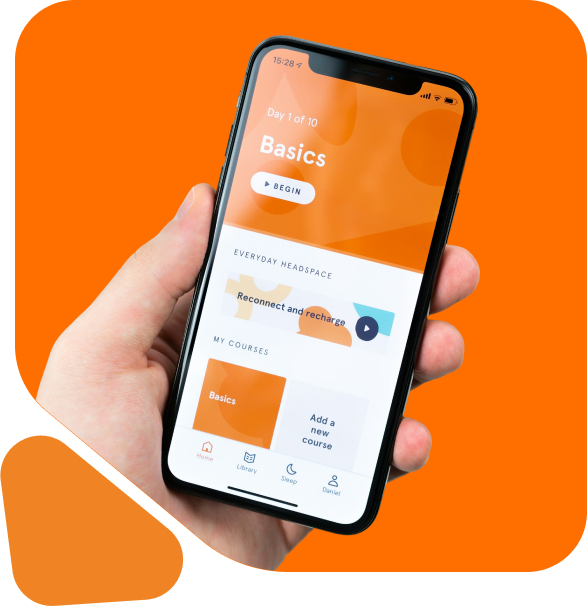 15:28
Day 1 of 10
Basics
BEGIN
EVERYDAY HEADSPACE
Reconnect and recharge
MY COURSES
Basics
Add a
new
course
Home
Library
Sleep
Daniel